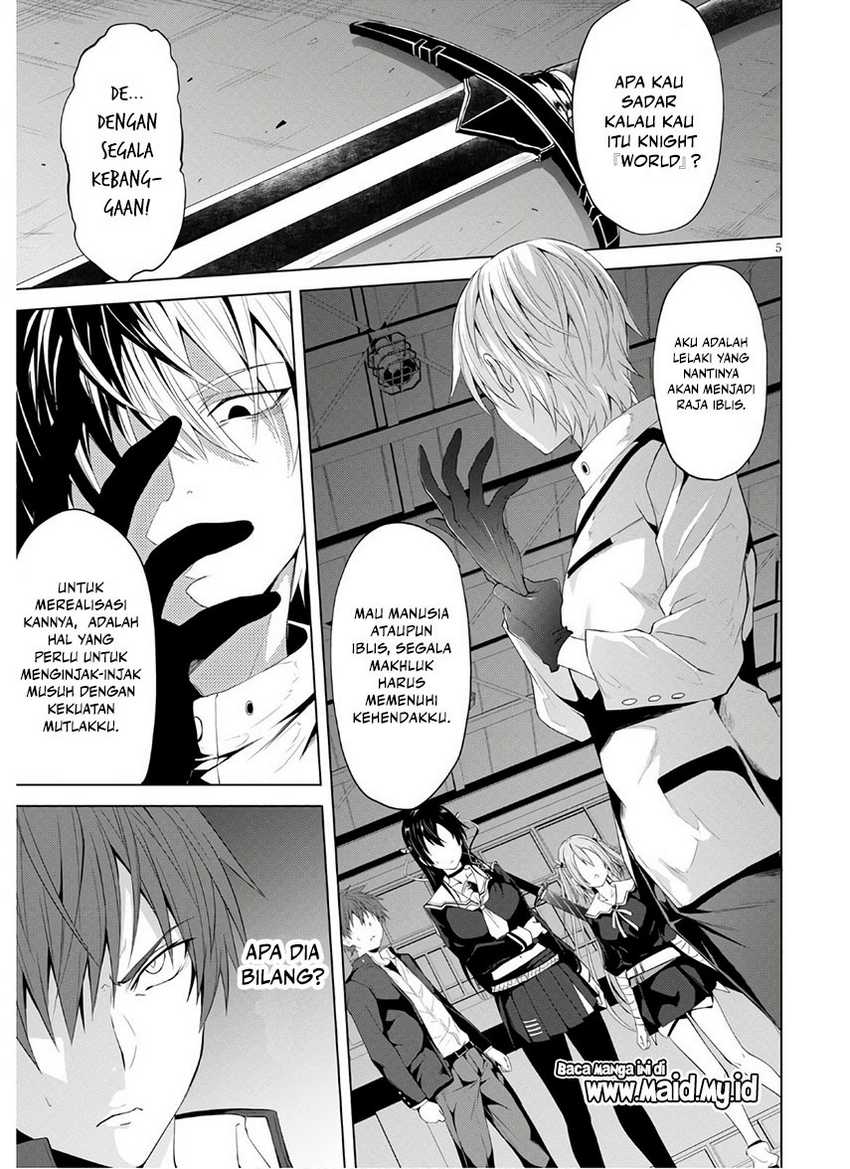 APA KAU
SADAR
KALAU KAU
ITU KNIGHT
『WORLD』?
DE...
DENGAN
SEGALA
KEBANG-
GAAN!
5
AKU ADALAH
LELAKI YANG
NANTINYA
AKAN MENJADI
RAJA IBLIS.
MAU MANUSIA
ATAUPUN
IBLIS, SEGALA
MAKHLUK
HARUS
MEMENUHI
KEHENDAKKU.
UNTUK
MEREALISASI
KANNYA, ADALAH
HAL YANG
PERLU UNTUK
MENGINJAK-INJAK
MUSUH DENGAN
KEKUATAN
MUTLAKKU.
APA DIA
BILANG?
Baca manga ini di
www.Maid.my.id